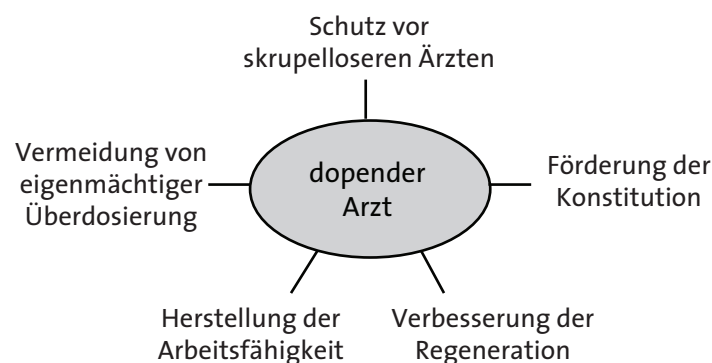 Schutz vor
skrupelloseren Ärzten
Vermeidung von
eigenmächtiger
Überdosierung
dopender
Arzt
Förderung der
Konstitution
Herstellung der
Arbeitsfähigkeit
Verbesserung der
Regeneration